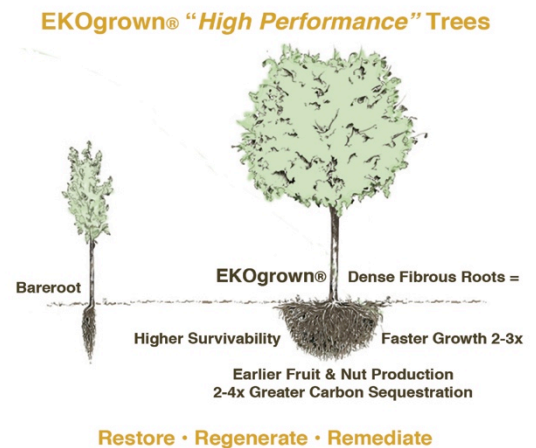 EKOgrown® “High Performance” Trees
Bareroot
EKOgrown® Dense Fibrous Roots =
Higher Survivability Faster Growth 2-3x
Earlier Fruit & Nut Production
2-4x Greater Carbon Sequestration
Restore • Regenerate • Remediate